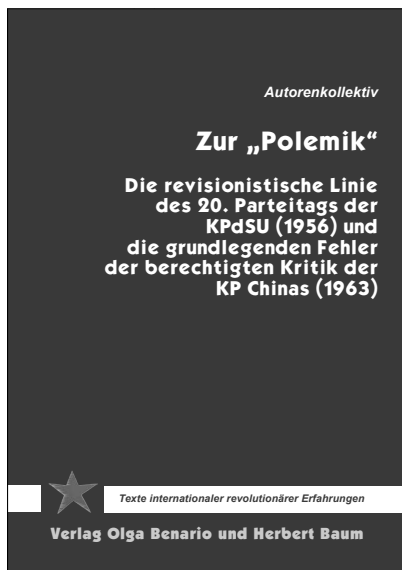 Autorenkollektiv
Zur „Polemik“
Die revisionistische Linie
des 20. Parteitags der
KPdSU (1956) und
die grundlegenden Fehler
der berechtigten Kritik der
KP Chinas (1963)
Texte internationaler revolutionärer Erfahrungen
Verlag Olga Benario und Herbert Baum